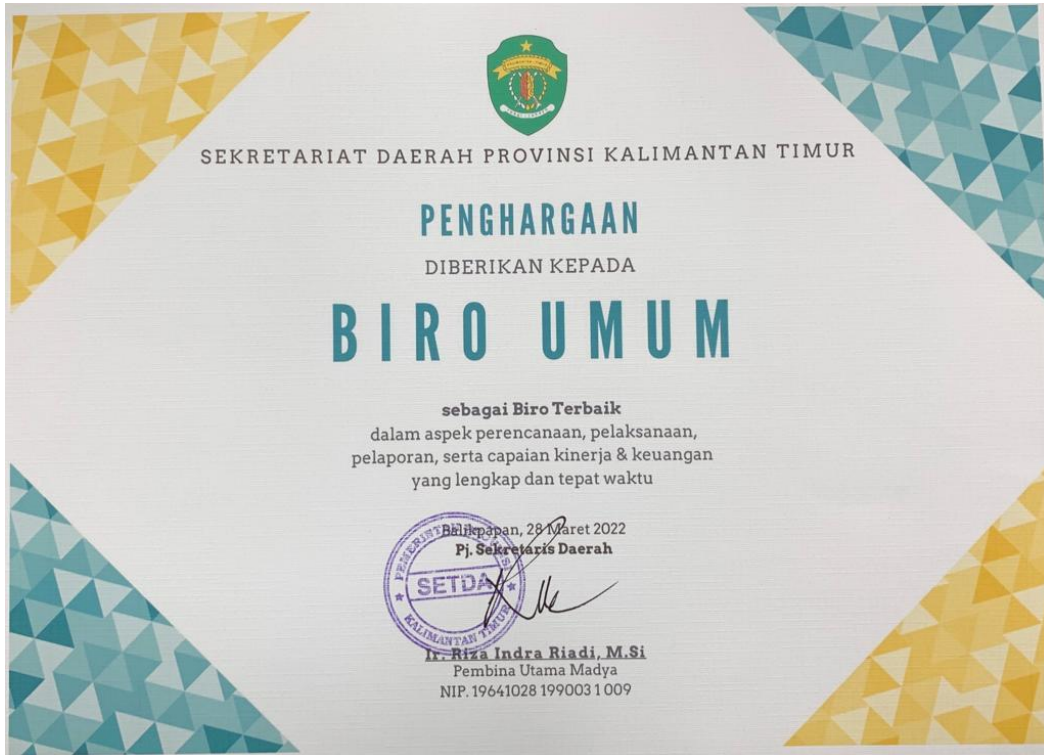 SEKRETARIAT DAERAH PROVINSI KALIMANTAN TIMUR
PENGHARGAAN
DIBERIKAN KEPADA
BIRO UMUM
sebagai Biro Terbaik
dalam aspek perencanaan, pelaksanaan,
pelaporan, serta capaian kinerja & keuangan
yang lengkap dan tepat waktu
Balikpapan, 28 Maret 2022
Pj. Sekretaris Daerah
SETDA
KALIMANTAN TIMUR
Ir. Riza Indra Riadi, M.Si
Pembina Utama Madya
NIP. 19641028 199003 1 009